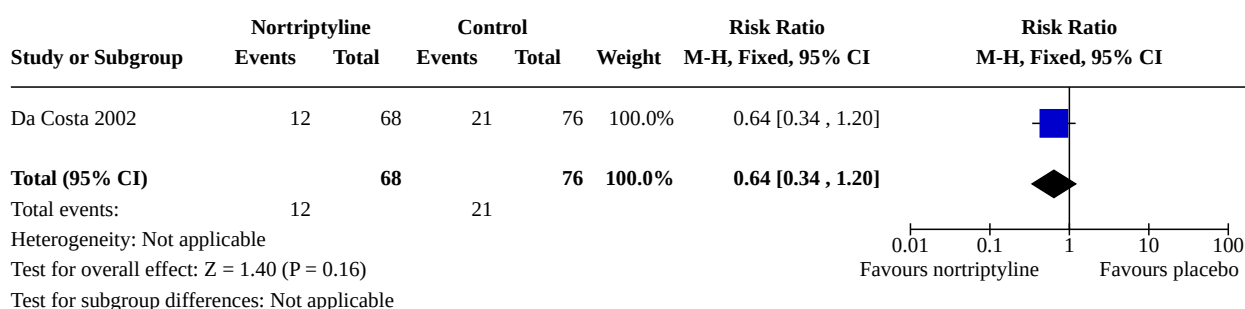 Nortriptyline Control Risk Ratio Risk Ratio
Study or Subgroup Events Total Events Total Weight M-H, Fixed, 95% CI M-H, Fixed, 95% CI
Da Costa 2002 12 68 21 76 100.0% 0.64 [0.34 , 1.20]
Total (95% CI) 68 76 100.0% 0.64 [0.34 , 1.20]
Total events: 12 21
Heterogeneity: Not applicable
0.01 0.1 1 10 100
Test for overall effect: Z = 1.40 (P = 0.16) Favours nortriptyline Favours placebo
Test for subgroup differences: Not applicable